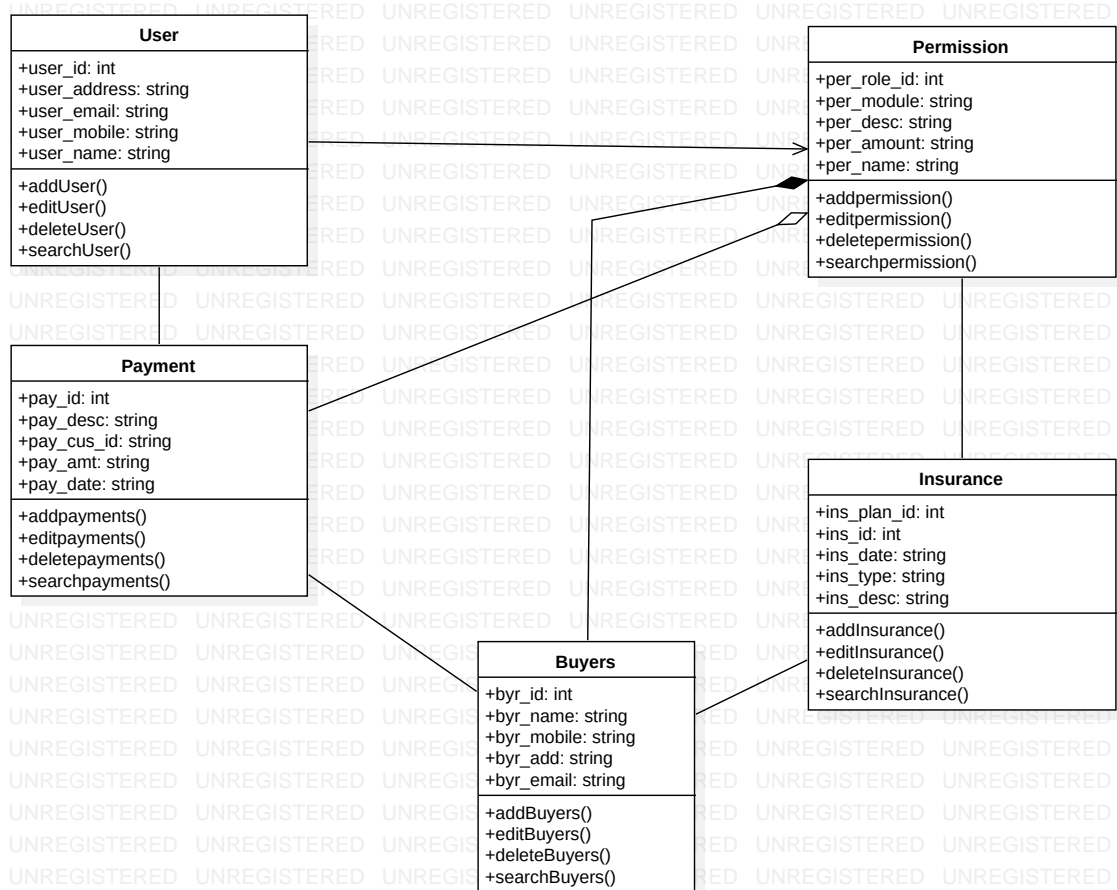 User
+user_id: int
+user_address: string
+user_email: string
+user_mobile: string
+user_name: string
+addUser()
+editUser()
+deleteUser()
+searchUser()
Permission
+per_role_id: int
+per_module: string
+per_desc: string
+per_amount: string
+per_name: string
+addpermission()
+editpermission()
+deletepermission()
+searchpermission()
Payment
+pay_id: int
+pay_desc: string
+pay_cus_id: string
+pay_amt: string
+pay_date: string
+addpayments()
+editpayments()
+deletepayments()
+searchpayments()
Insurance
+ins_plan_id: int
+ins_id: int
+ins_date: string
+ins_type: string
+ins_desc: string
+addInsurance()
+editInsurance()
+deleteInsurance()
+searchInsurance()
Buyers
+byr_id: int
+byr_name: string
+byr_mobile: string
+byr_add: string
+byr_email: string
+addBuyers()
+editBuyers()
+deleteBuyers()
+searchBuyers()
UNREGISTERED